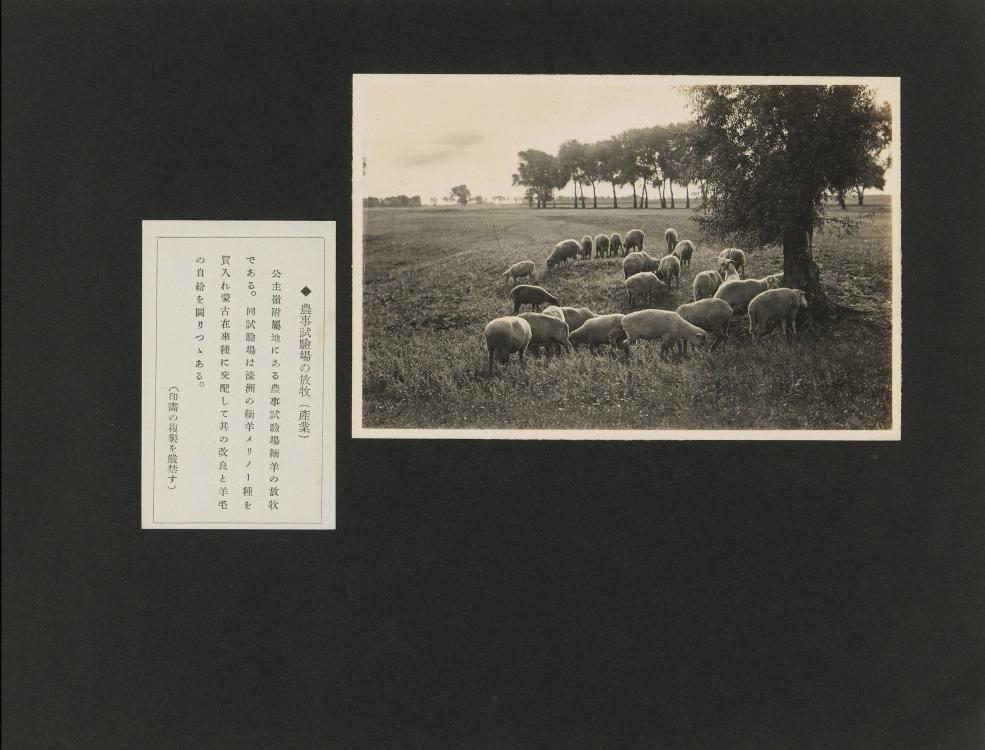 ◆農事試驗場の放牧（産業）
公主嶺附屬地にある農事試驗場緬羊の放牧
である。同試驗場は濠洲の緬羊メリノー種を
買入れ蒙古在來種に交配して其の改良と羊毛
の自給を圖りつゝある。
（印畵の複製を嚴禁す）